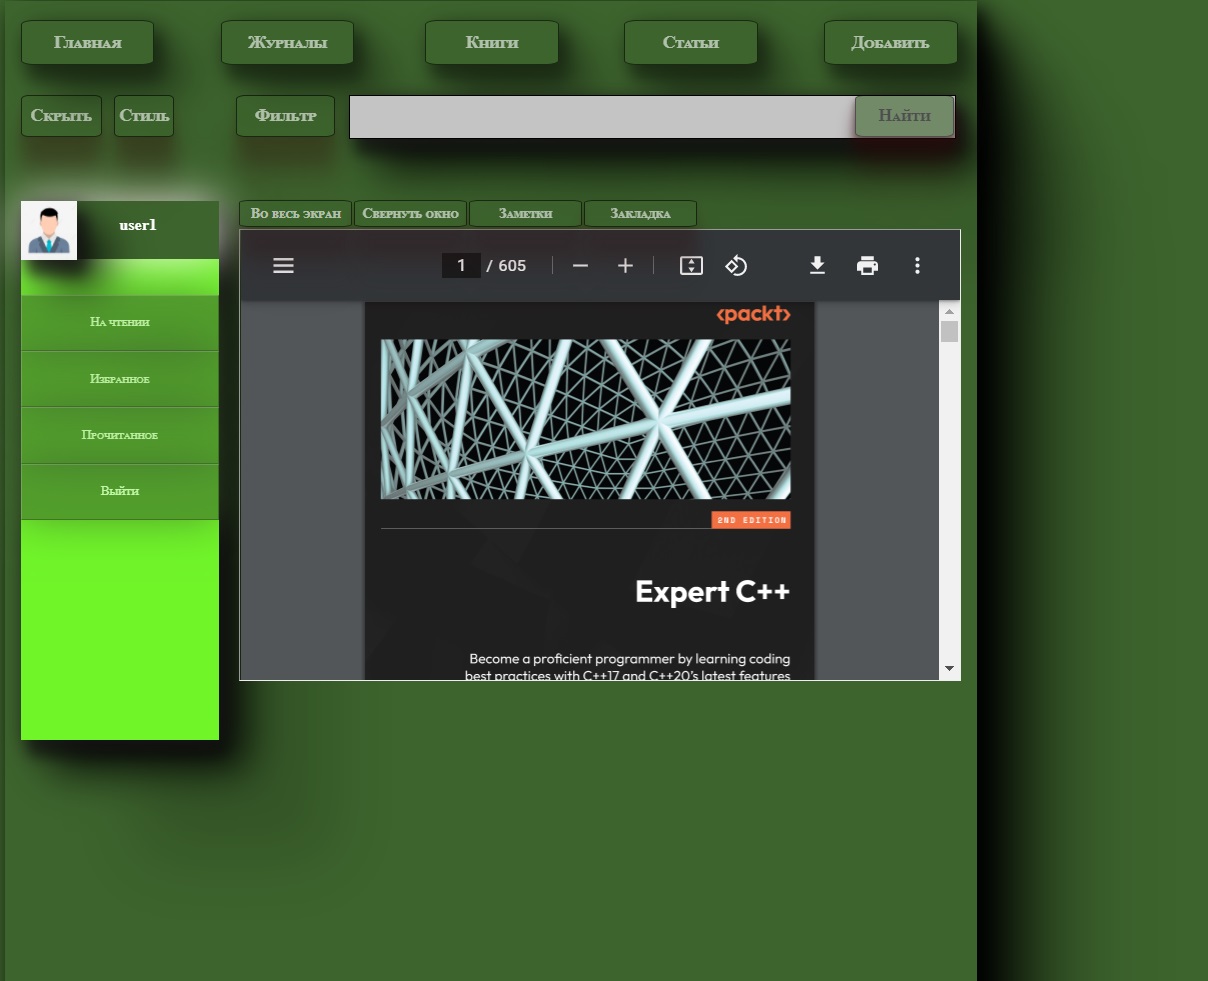 Главная Журналы Книги Статьи Добавить
Скрыть Стиль Фильтр Найти
user1
Во весь экран Свернуть окно Заметки Закладка
1 / 605
На чтении
Избранное
Прочитанное
Выйти
<packt>
2ND EDITION
Expert C++
Become a proficient programmer by learning coding
best practices with C++17 and C++20's latest features